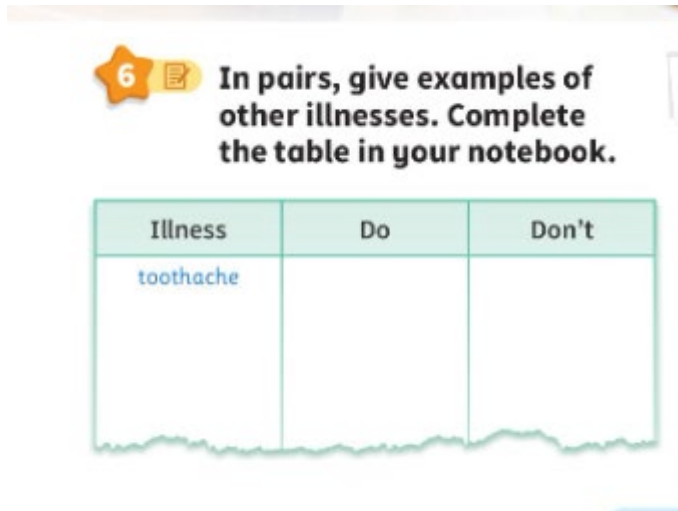 6
In pairs, give examples of
other illnesses. Complete
the table in your notebook.
Illness Do Don't
toothache